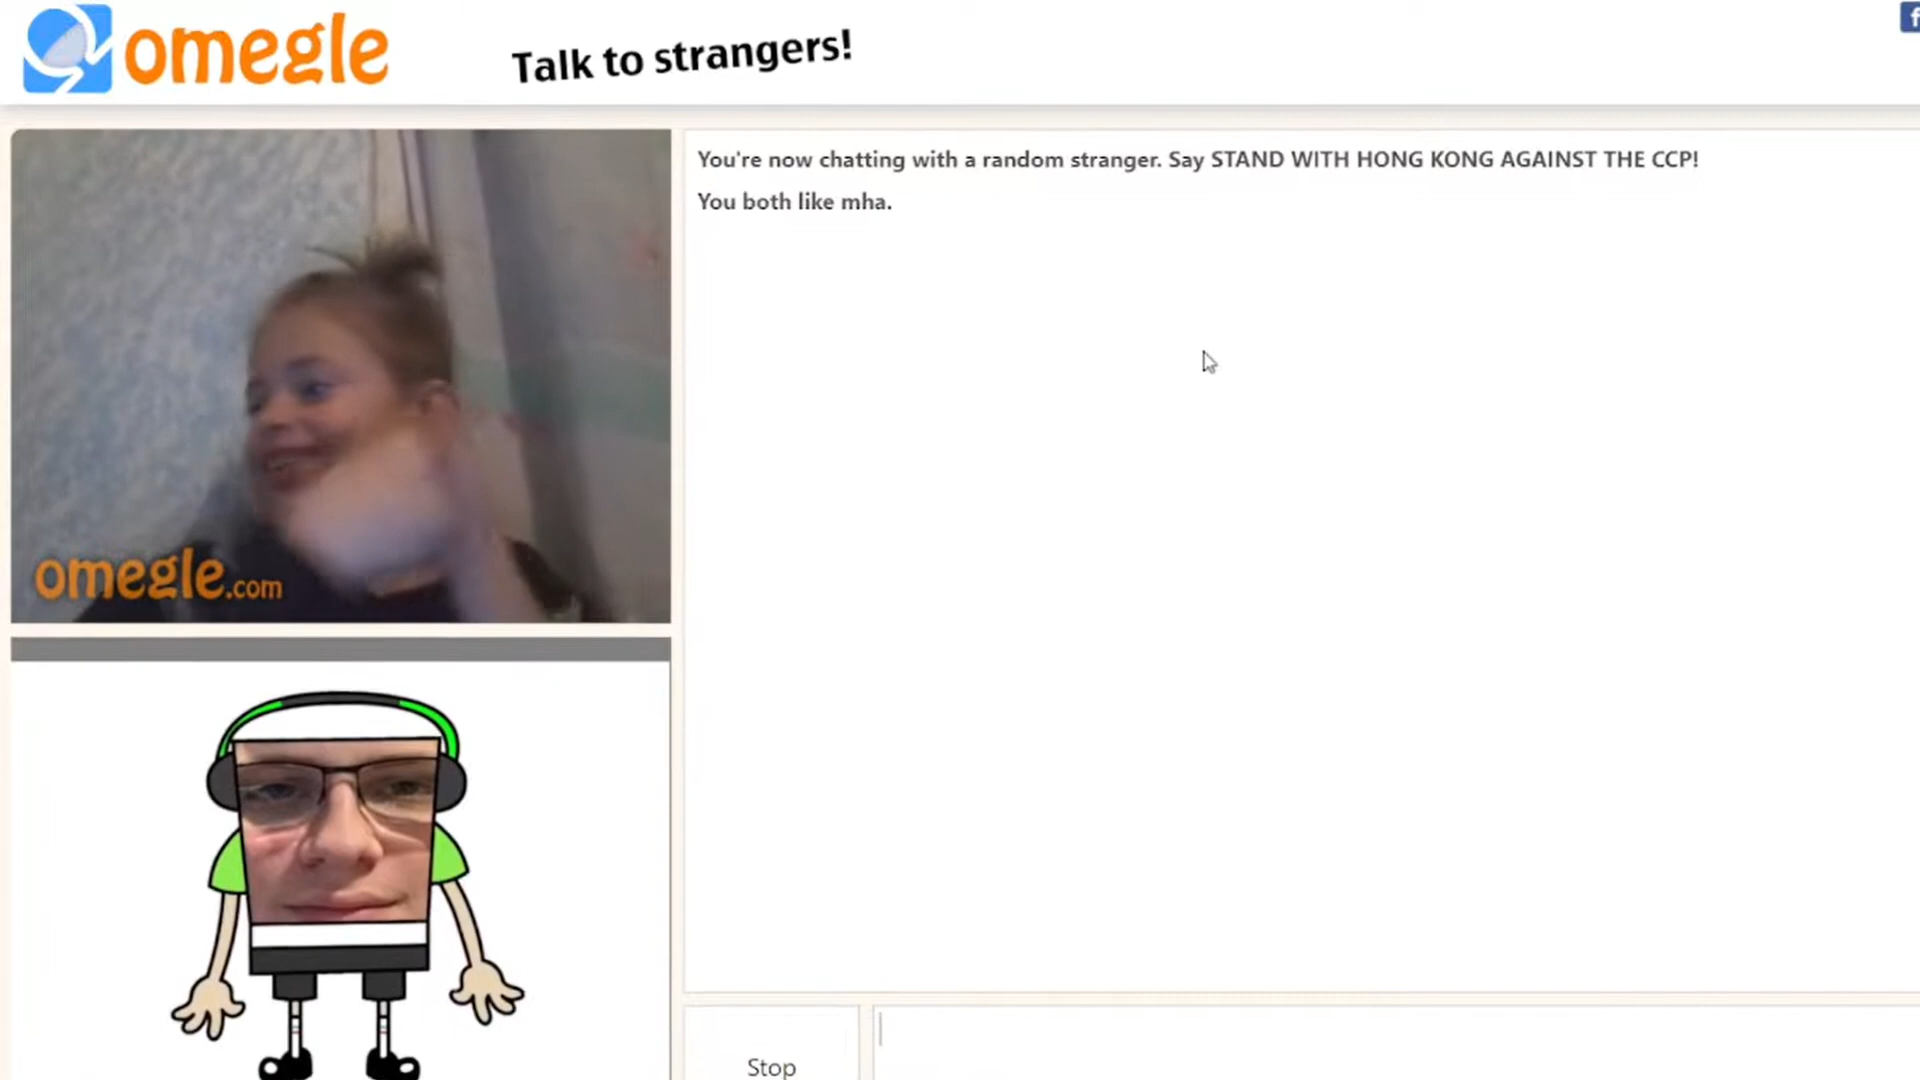 omegle
Talk to strangers!
f
You're now chatting with a random stranger. Say STAND WITH HONG KONG AGAINST THE CCP!
You both like mha.
omegle.com
Stop